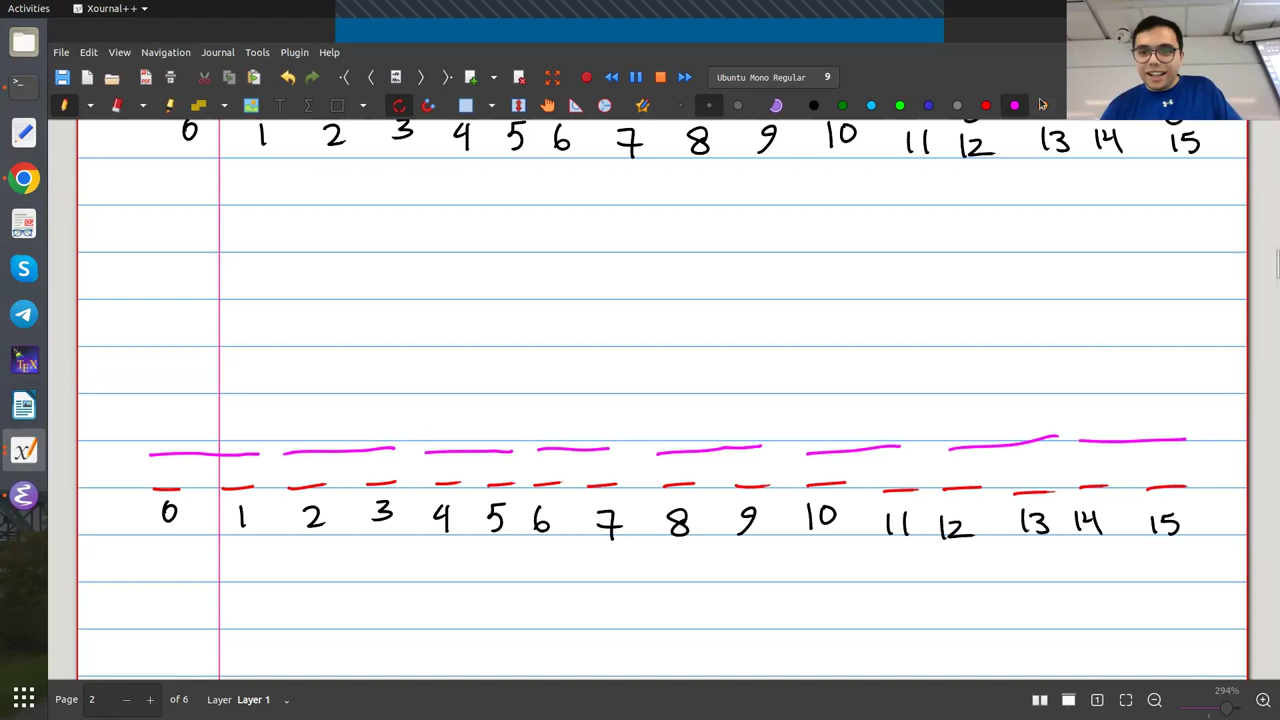 Activities Xournal++
File Edit View Navigation Journal Tools Plugin Help
Ubuntu Mono Regular 9
0 1 2 3 4 5 6 7 8 9 10 11 12 13 14 15
0 1 2 3 4 5 6 7 8 9 10 11 12 13 14 15
Page 2 of 6 Layer Layer 1 294%